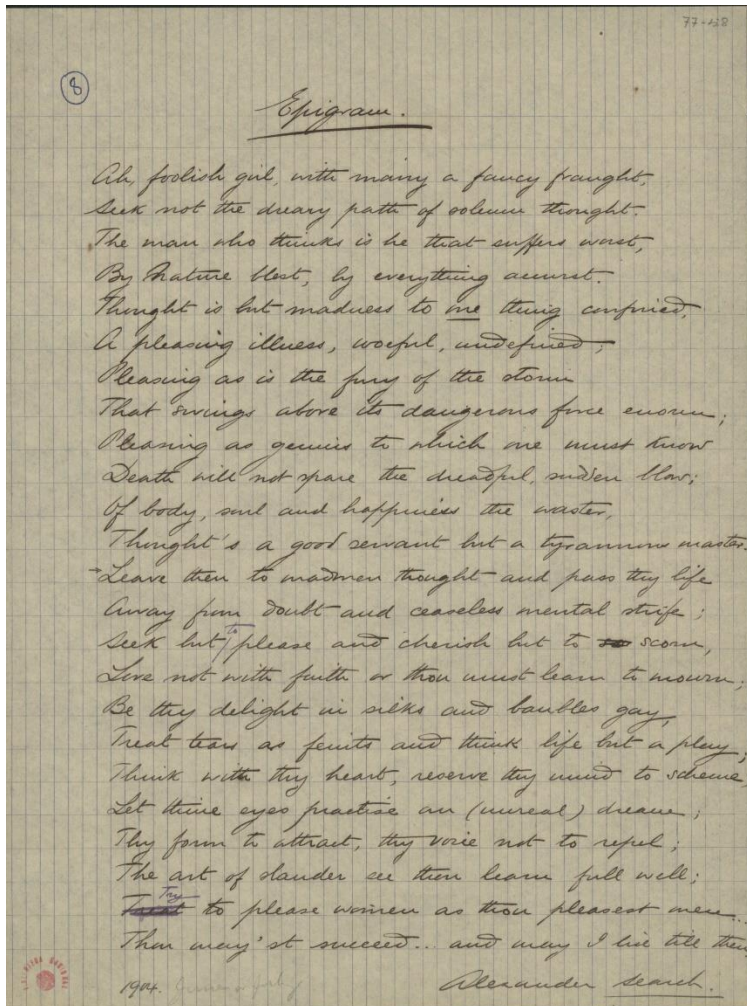 77-48
8
Epigram.
Ah, foolish girl, with many a fancy fraught,
Seek not the dreary path of solemn thought.
The man who thinks is he that suffers worst,
By Nature blest, by everything accurst.
Thought is but madness to one thing confined,
A pleasing illness, woeful, undefined;
Pleasing as is the fury of the storm
That swings above its dangerous force enorm;
Pleasing as genius to which one must know
Death will not spare the dreadful, sudden blow;
Of body, soul and happiness the waster,
Thought's a good servant but a tyrannous master.
→Leave then to madmen thought and pass thy life
Away from doubt and ceaseless mental strife;
Seek but to please and cherish but to scorn,
Love not with faith or thou must learn to mourn;
Be thy delight in silks and baubles gay,
Treat tears as feints and think life but a play;
Think with thy heart, reserve thy mind to scheme,
Let thine eyes practise an (unreal) dream;
Thy form to attract, thy voice not to repel;
The art of slander see thou learn full well;
Try to please women as thou pleasest men...
Thou may'st succeed... and may I live till then.
1904.
Alexander Search.